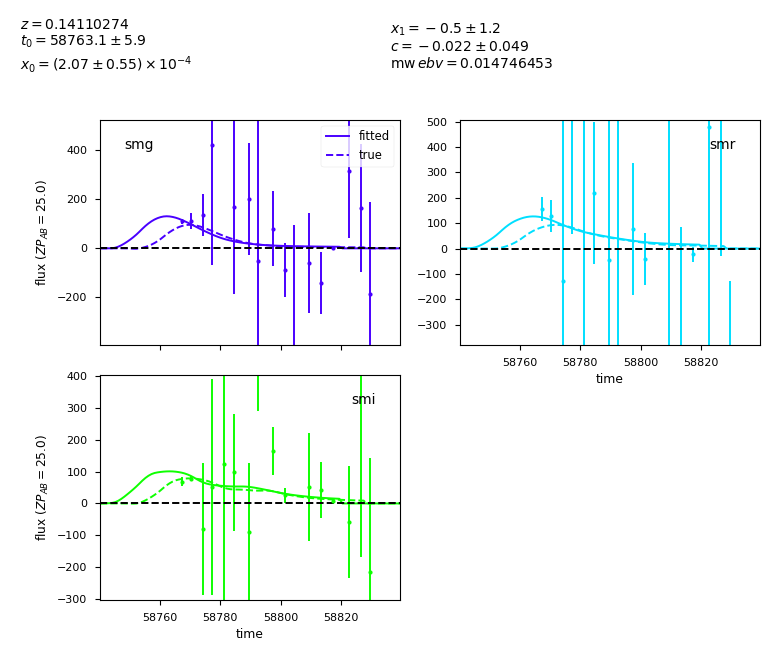 z = 0.14110274
t₀ = 58763.1 ± 5.9
x₀ = (2.07 ± 0.55) × 10⁻⁴
x₁ = −0.5 ± 1.2
c = −0.022 ± 0.049
mw ebv = 0.014746453
smg
fitted
true
400
200
0
−200
flux (ZP_AB = 25.0)
smr
500
400
300
200
100
0
−100
−200
−300
58760 58780 58800 58820
time
smi
400
300
200
100
0
−100
−200
−300
flux (ZP_AB = 25.0)
58760 58780 58800 58820
time